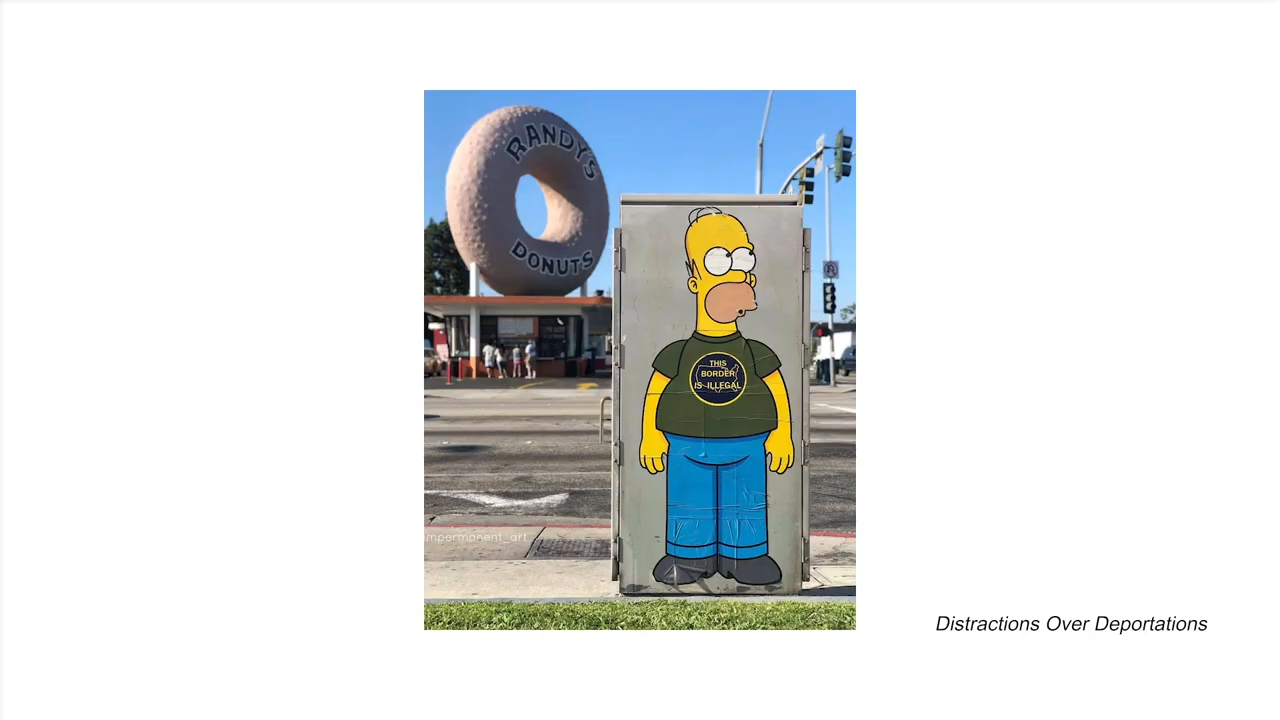 RANDY'S
DONUTS
THIS
BORDER
IS ILLEGAL
impermanent_art
Distractions Over Deportations